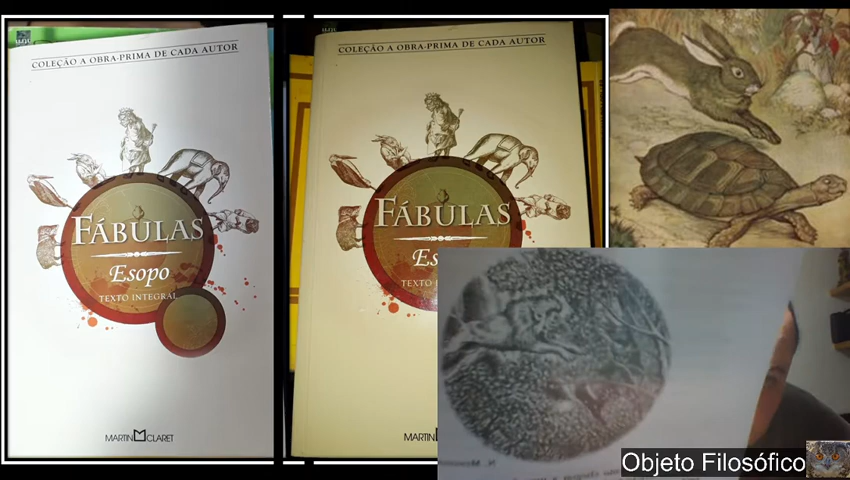 COLEÇÃO A OBRA-PRIMA DE CADA AUTOR
FÁBULAS
Esopo
TEXTO INTEGRAL
MARTIN CLARET
COLEÇÃO A OBRA-PRIMA DE CADA AUTOR
FÁBULAS
Es
TEXTO
MARTIN
Objeto Filosófico